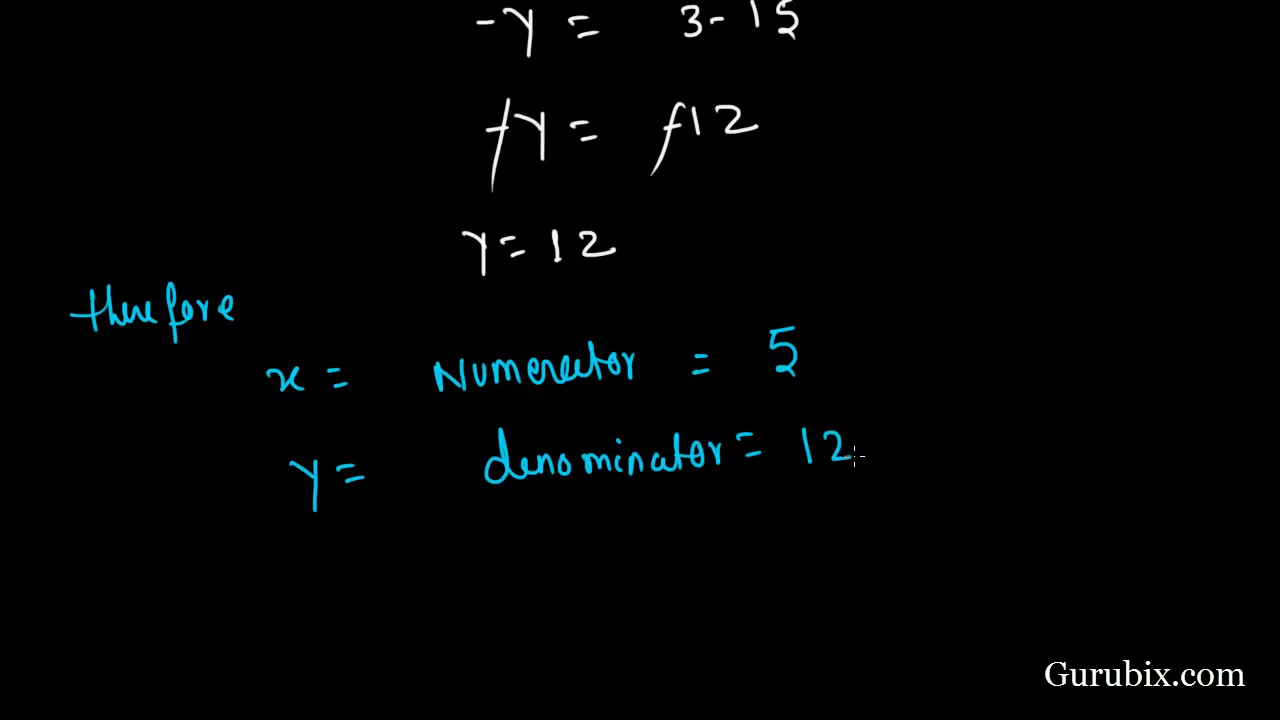 -y = 3-15
-y = -12
y = 12
therefore
x = Numerator = 5
y = denominator = 12
Gurubix.com